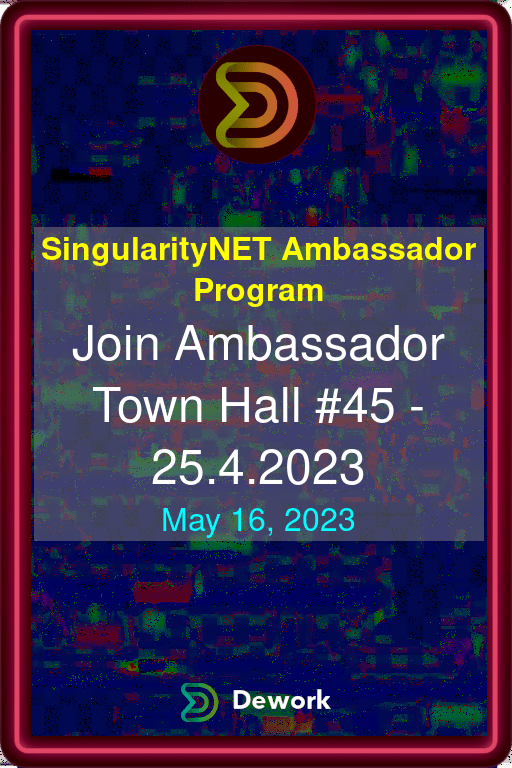 SingularityNET Ambassador
Program
Join Ambassador
Town Hall #45 -
25.4.2023
May 16, 2023
Dework